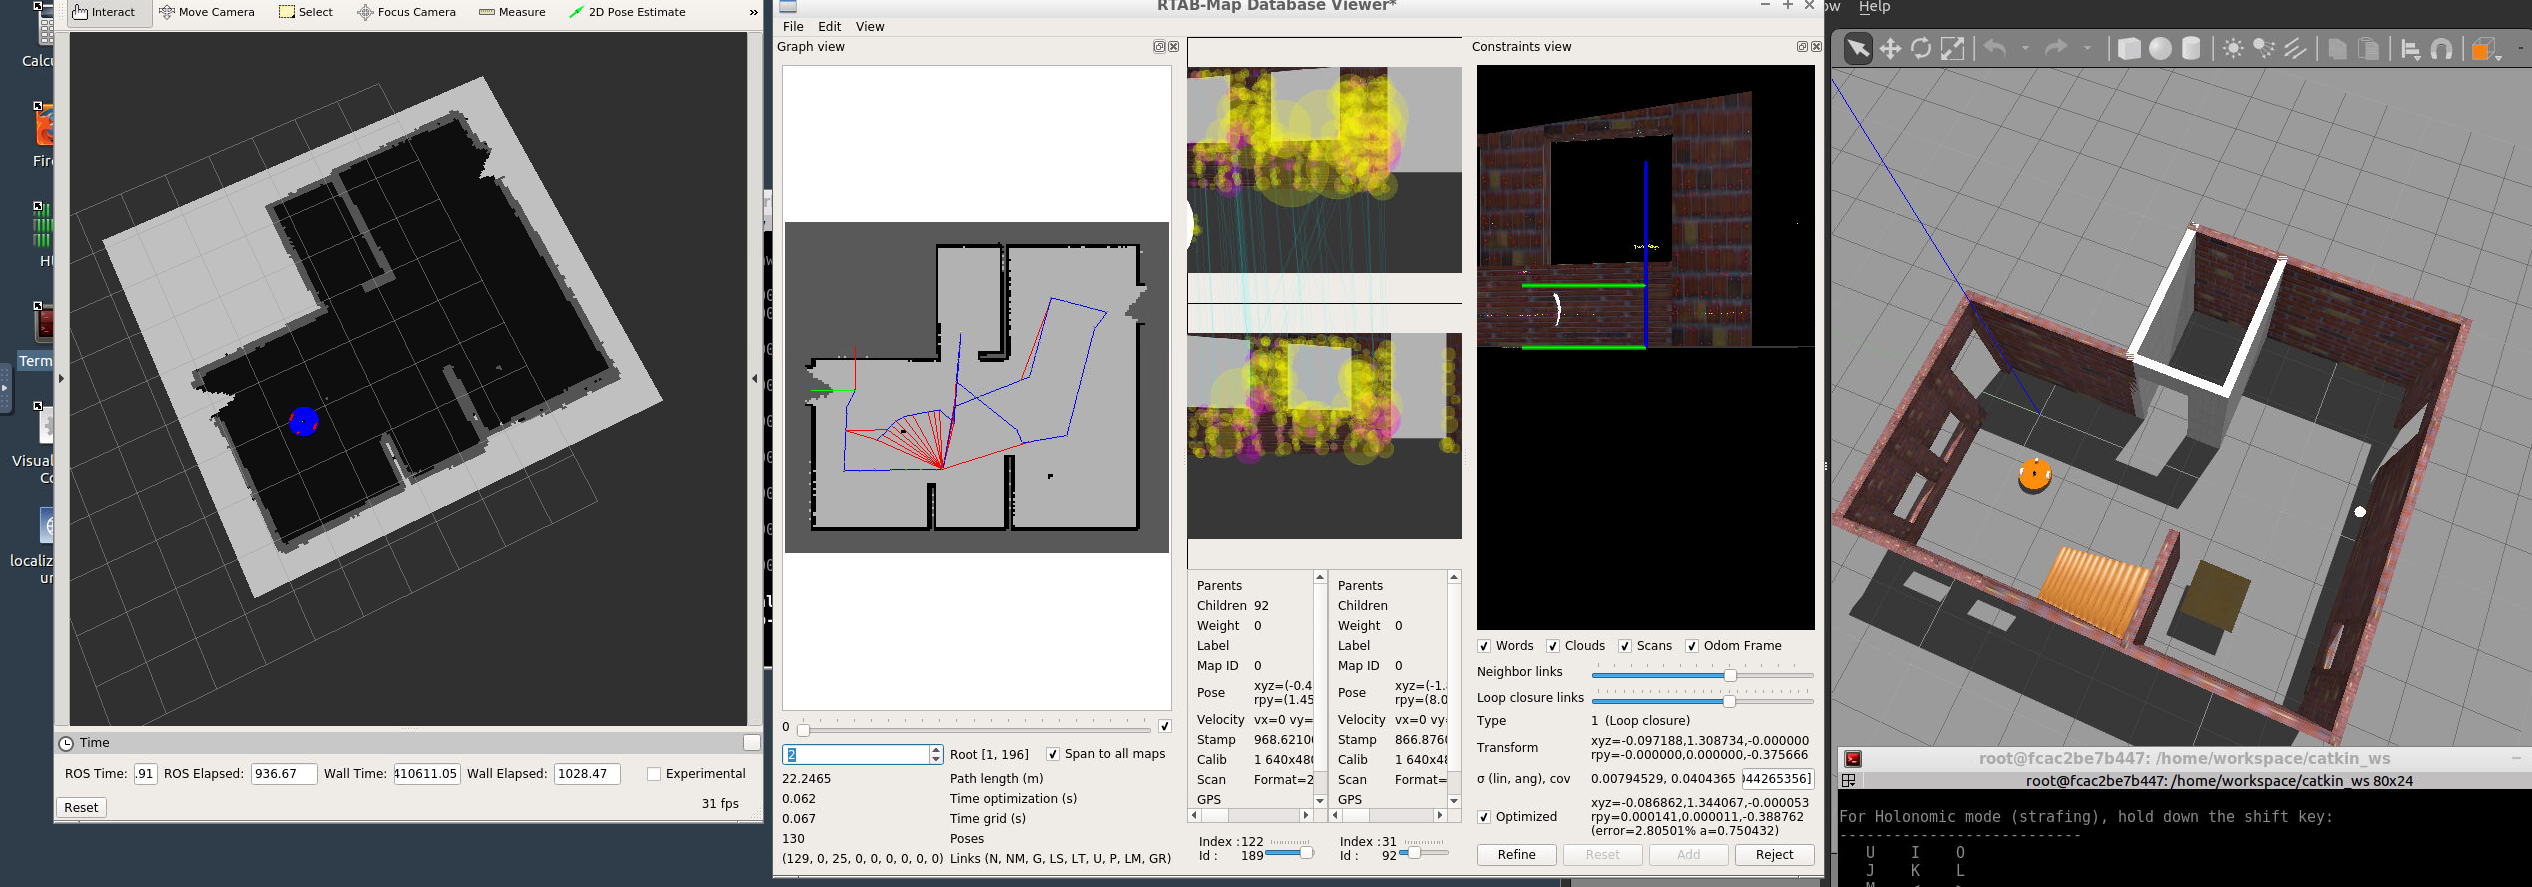 Interact
Move Camera
Select
Focus Camera
Measure
2D Pose Estimate
»
Calcu
Fire
Ht
Term
Visual
Co
localiz
ur
Time
ROS Time: .91
ROS Elapsed: 936.67
Wall Time: 410611.05
Wall Elapsed: 1028.47
Experimental
Reset
31 fps
RTAB-Map Database Viewer*
File Edit View
Graph view
0
2
Root [1, 196]
Span to all maps
22.2465 Path length (m)
0.062 Time optimization (s)
0.067 Time grid (s)
130 Poses
(129, 0, 25, 0, 0, 0, 0, 0, 0) Links (N, NM, G, LS, LT, U, P, LM, GR)
Parents
Children 92
Weight 0
Label
Map ID 0
Pose xyz=(-0.4
rpy=(1.45
Velocity vx=0 vy=
Stamp 968.6210
Calib 1 640x480
Scan Format=2
GPS
Index : 122
Id : 189
Parents
Children
Weight 0
Label
Map ID 0
Pose xyz=(-1.
rpy=(8.0
Velocity vx=0 vy
Stamp 866.8760
Calib 1 640x48
Scan Format=
GPS
Index : 31
Id : 92
Constraints view
Words
Clouds
Scans
Odom Frame
Neighbor links
Loop closure links
Type 1 (Loop closure)
Transform xyz=-0.097188,1.308734,-0.000000
rpy=-0.000000,0.000000,-0.375666
σ (lin, ang), cov 0.00794529, 0.0404365 )44265356]
Optimized xyz=-0.086862,1.344067,-0.000053
rpy=0.000141,0.000011,-0.388762
(error=2.80501% a=0.750432)
Refine Reset Add Reject
ow Help
root@fcac2be7b447: /home/workspace/catkin_ws
root@fcac2be7b447: /home/workspace/catkin_ws 80x24
For Holonomic mode (strafing), hold down the shift key:
---------------------------
U I O
J K L